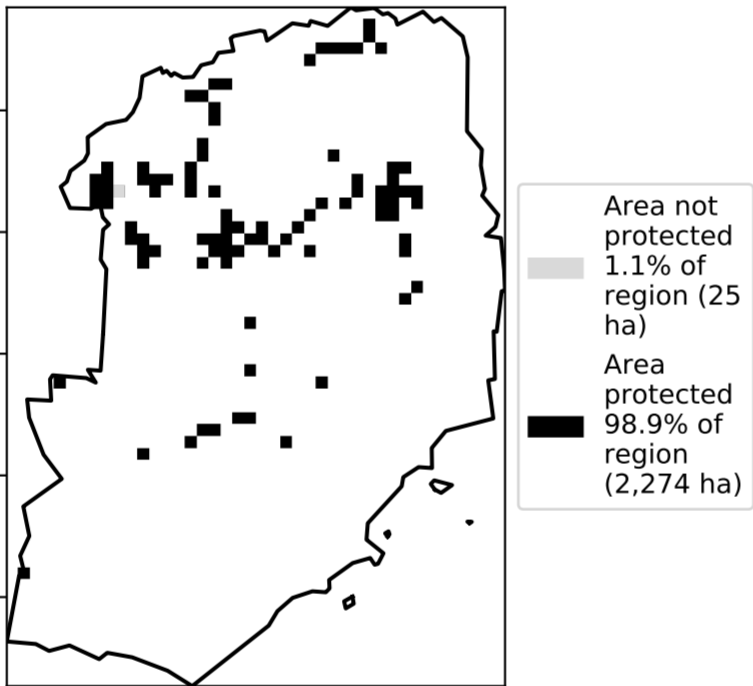 Area not
protected
1.1% of
region (25
ha)
Area
protected
98.9% of
region
(2,274 ha)